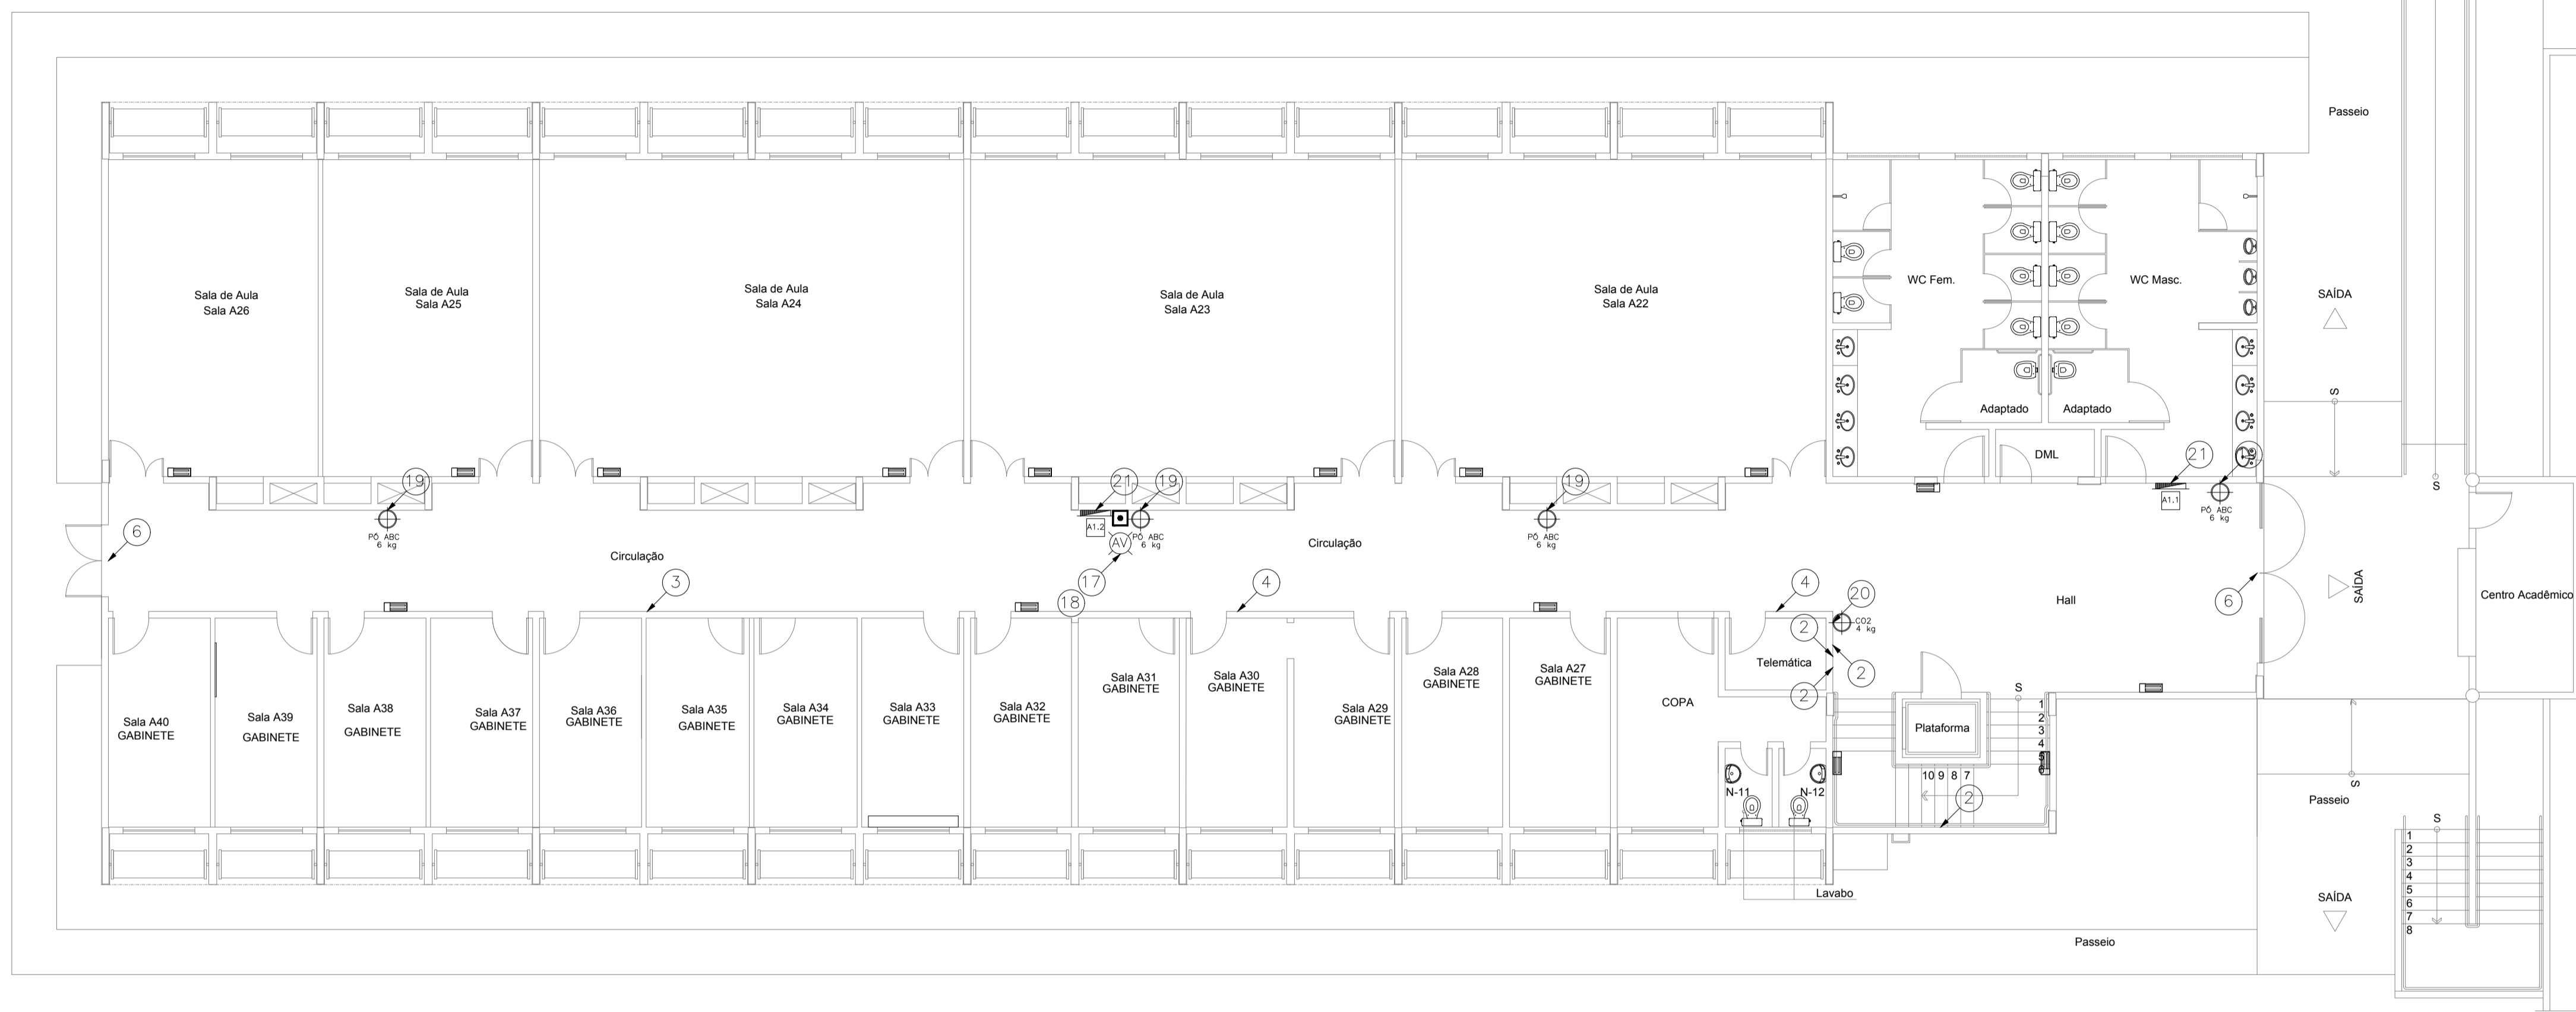 Passeio
Sala de Aula
Sala A26
Sala de Aula
Sala A25
Sala de Aula
Sala A24
Sala de Aula
Sala A23
Sala de Aula
Sala A22
WC Fem.
WC Masc.
SAÍDA
S
Adaptado
Adaptado
DML
S
19
21
19
19
21
A1.1
PÓ ABC
6 kg
A1.2
PÓ ABC
6 kg
PÓ ABC
6 kg
PÓ ABC
6 kg
AV
6
Circulação
Circulação
17
18
3
4
4
20
CO2
4 kg
2
2
2
Hall
6
SAÍDA
Centro Acadêmico
Telemática
Sala A40
GABINETE
Sala A39
GABINETE
Sala A38
GABINETE
Sala A37
GABINETE
Sala A36
GABINETE
Sala A35
GABINETE
Sala A34
GABINETE
Sala A33
GABINETE
Sala A32
GABINETE
Sala A31
GABINETE
Sala A30
GABINETE
Sala A29
GABINETE
Sala A28
GABINETE
Sala A27
GABINETE
COPA
Plataforma
S
1
2
3
4
5
6
10 9 8 7
2
N-11
N-12
Lavabo
S
Passeio
SAÍDA
Passeio
S
1
2
3
4
5
6
7
8